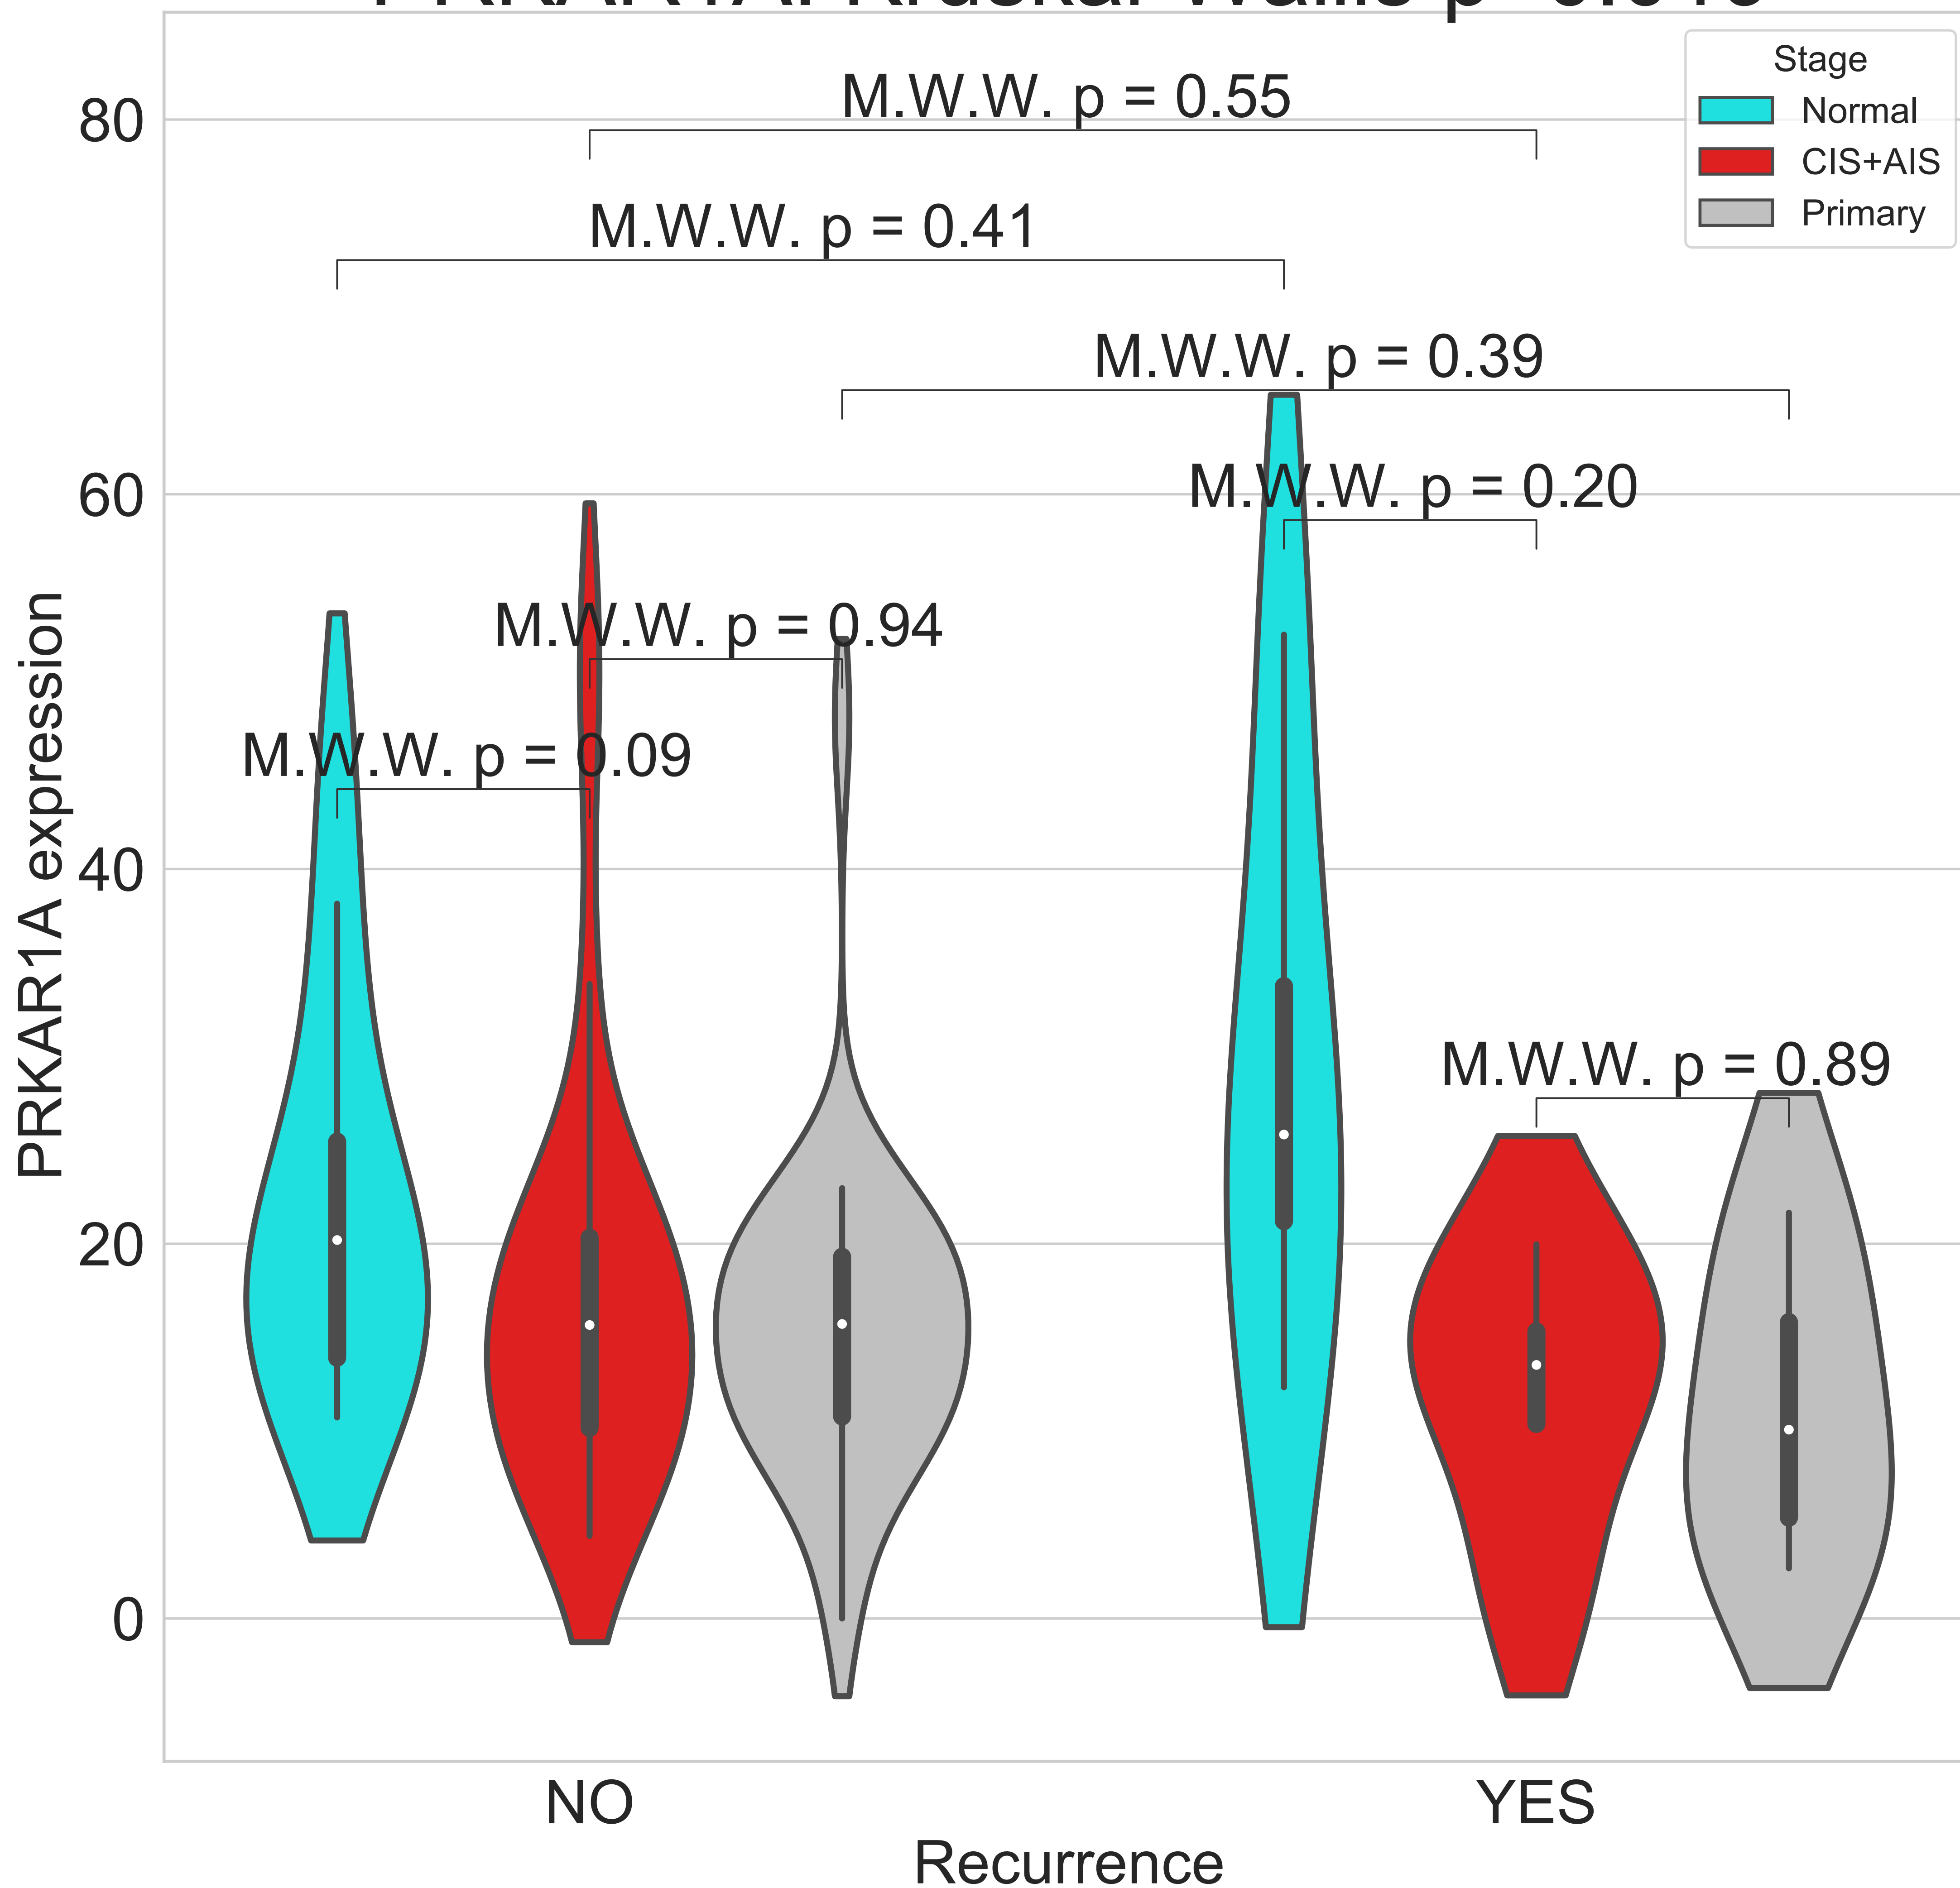 M.W.W. p = 0.55
M.W.W. p = 0.41
M.W.W. p = 0.39
M.W.W. p = 0.20
M.W.W. p = 0.94
M.W.W. p = 0.09
M.W.W. p = 0.89
Stage
Normal
CIS+AIS
Primary
PRKAR1A expression
80
60
40
20
0
NO
YES
Recurrence